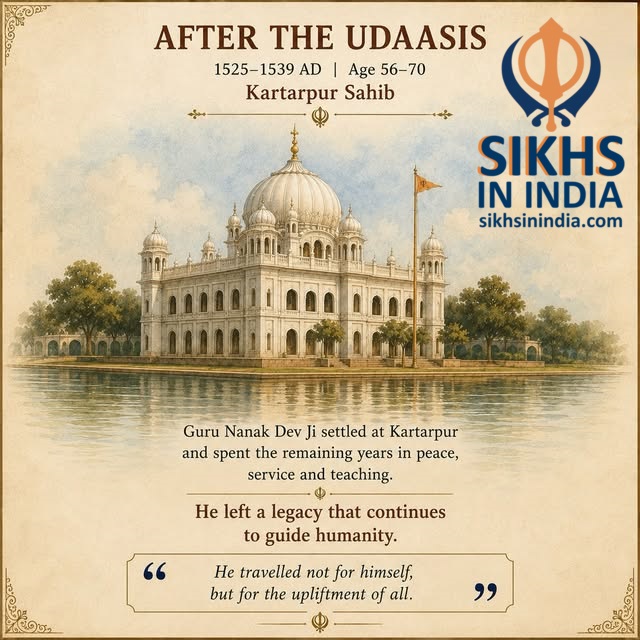 AFTER THE UDAASIS
1525–1539 AD | Age 56–70
Kartarpur Sahib
SIKHS
IN INDIA
sikhsinindia.com
Guru Nanak Dev Ji settled at Kartarpur
and spent the remaining years in peace,
service and teaching.
He left a legacy that continues
to guide humanity.
“ He travelled not for himself,
but for the upliftment of all. ”